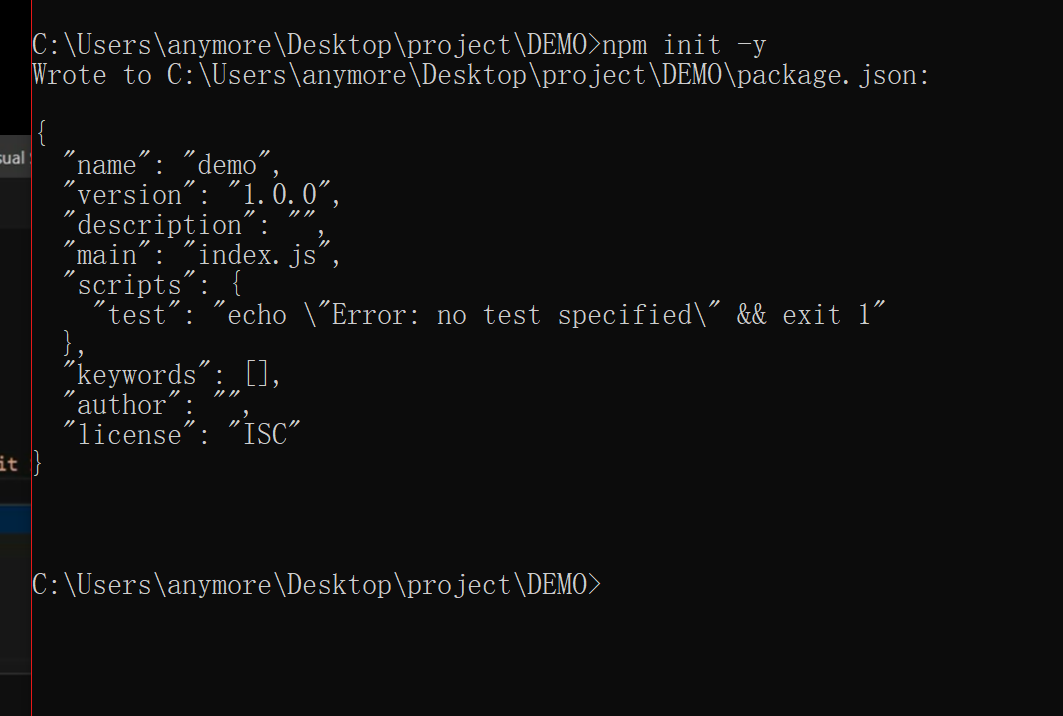 C:\Users\anymore\Desktop\project\DEMO>npm init -y
Wrote to C:\Users\anymore\Desktop\project\DEMO\package.json:
{
  "name": "demo",
  "version": "1.0.0",
  "description": "",
  "main": "index.js",
  "scripts": {
    "test": "echo \"Error: no test specified\" && exit 1"
  },
  "keywords": [],
  "author": "",
  "license": "ISC"
}
C:\Users\anymore\Desktop\project\DEMO>